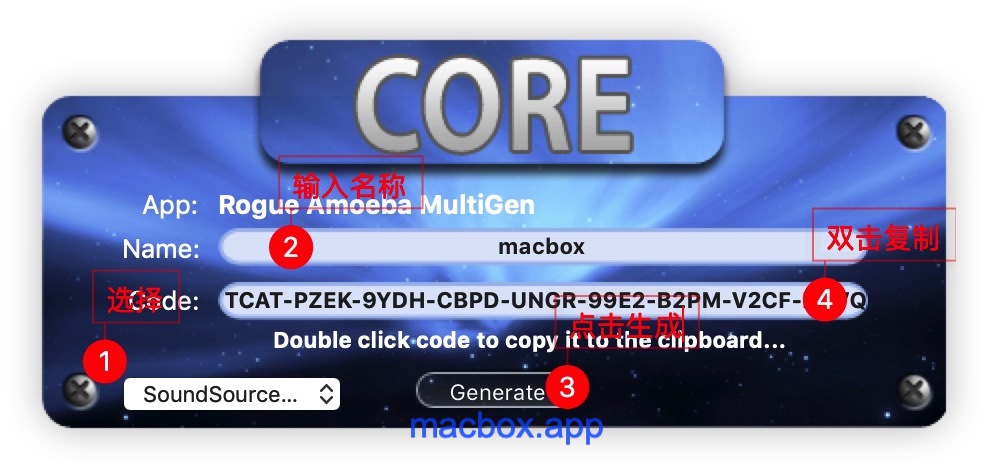 CORE
输入名称
App: Rogue Amoeba MultiGen
2
双击复制
Name: macbox
选择
Code: TCAT-PZEK-9YDH-CBPD-UNGR-99E2-B2PM-V2CF-
4
点击生成
Double click code to copy it to the clipboard...
1
SoundSource...
Generate
3
macbox.app